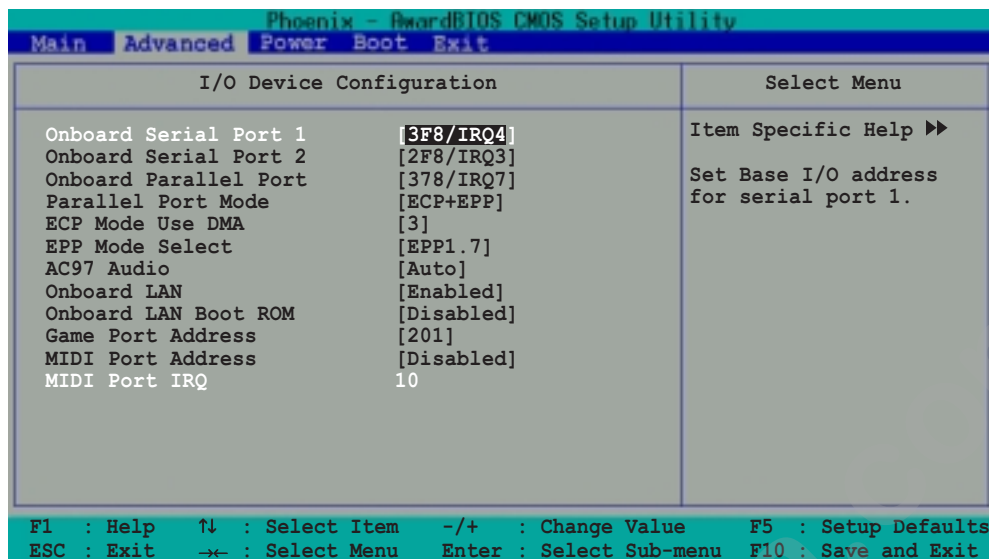 Phoenix - AwardBIOS CMOS Setup Utility
Main Advanced Power Boot Exit
I/O Device Configuration
Select Menu
Onboard Serial Port 1 [3F8/IRQ4]
Onboard Serial Port 2 [2F8/IRQ3]
Onboard Parallel Port [378/IRQ7]
Parallel Port Mode [ECP+EPP]
ECP Mode Use DMA [3]
EPP Mode Select [EPP1.7]
AC97 Audio [Auto]
Onboard LAN [Enabled]
Onboard LAN Boot ROM [Disabled]
Game Port Address [201]
MIDI Port Address [Disabled]
MIDI Port IRQ 10
Item Specific Help ▶▶
Set Base I/O address
for serial port 1.
F1 : Help ↑↓ : Select Item -/+ : Change Value F5 : Setup Defaults
ESC : Exit →← : Select Menu Enter : Select Sub-menu F10 : Save and Exit